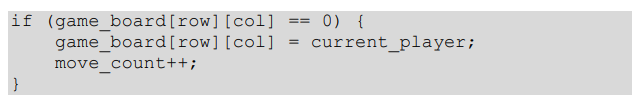 if (game_board[row][col] == 0) {
    game_board[row][col] = current_player;
    move_count++;
}